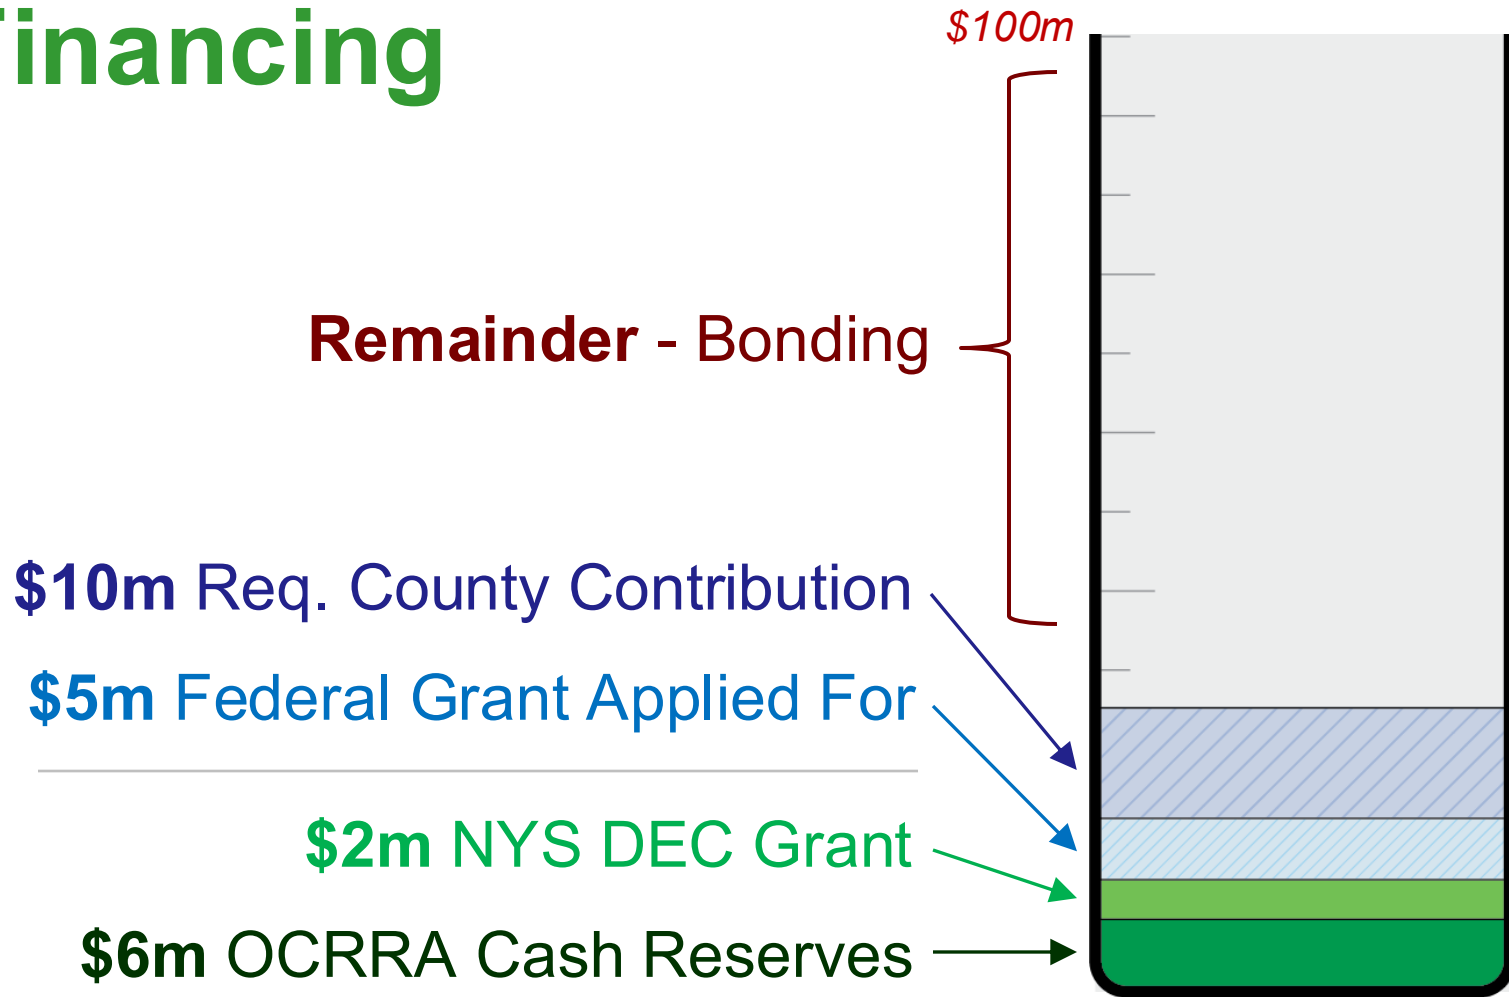 Financing
$100m
Remainder - Bonding
$10m Req. County Contribution
$5m Federal Grant Applied For
$2m NYS DEC Grant
$6m OCRRA Cash Reserves